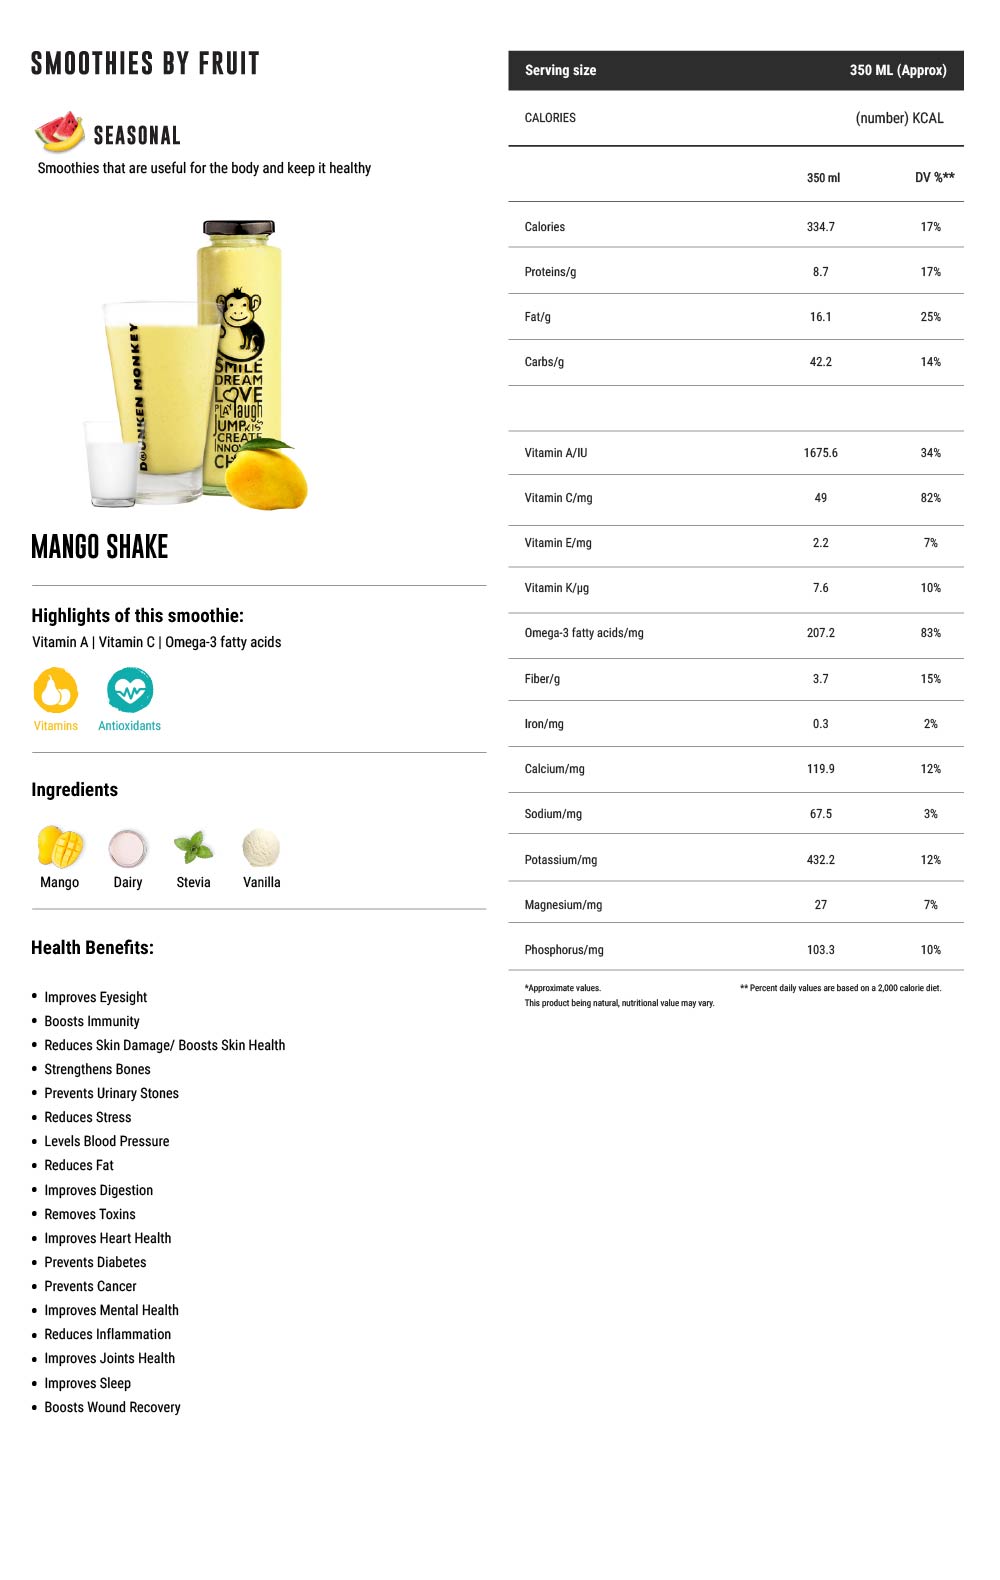 SMOOTHIES BY FRUIT
SEASONAL
Smoothies that are useful for the body and keep it healthy
DRUNKEN MONKEY
SMILE
DREAM
LOVE
PLAY laugh
JUMP KISS
CREATE
MANGO SHAKE
Highlights of this smoothie:
Vitamin A | Vitamin C | Omega-3 fatty acids
Vitamins Antioxidants
Ingredients
Mango Dairy Stevia Vanilla
Health Benefits:
• Improves Eyesight
• Boosts Immunity
• Reduces Skin Damage/ Boosts Skin Health
• Strengthens Bones
• Prevents Urinary Stones
• Reduces Stress
• Levels Blood Pressure
• Reduces Fat
• Improves Digestion
• Removes Toxins
• Improves Heart Health
• Prevents Diabetes
• Prevents Cancer
• Improves Mental Health
• Reduces Inflammation
• Improves Joints Health
• Improves Sleep
• Boosts Wound Recovery
Serving size 350 ML (Approx)
CALORIES (number) KCAL
350 ml DV %**
Calories 334.7 17%
Proteins/g 8.7 17%
Fat/g 16.1 25%
Carbs/g 42.2 14%
Vitamin A/IU 1675.6 34%
Vitamin C/mg 49 82%
Vitamin E/mg 2.2 7%
Vitamin K/µg 7.6 10%
Omega-3 fatty acids/mg 207.2 83%
Fiber/g 3.7 15%
Iron/mg 0.3 2%
Calcium/mg 119.9 12%
Sodium/mg 67.5 3%
Potassium/mg 432.2 12%
Magnesium/mg 27 7%
Phosphorus/mg 103.3 10%
*Approximate values. ** Percent daily values are based on a 2,000 calorie diet.
This product being natural, nutritional value may vary.